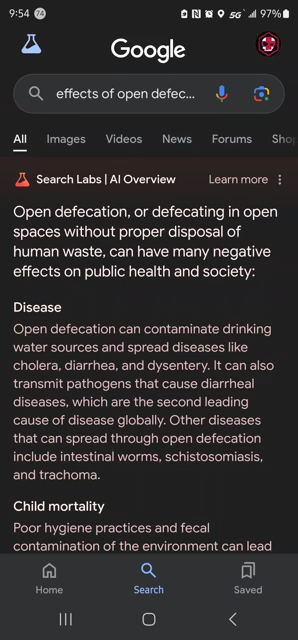 9:54 74 5G 97%
Google
effects of open defec...
All Images Videos News Forums Shop
Search Labs | AI Overview Learn more
Open defecation, or defecating in open
spaces without proper disposal of
human waste, can have many negative
effects on public health and society:
Disease
Open defecation can contaminate drinking
water sources and spread diseases like
cholera, diarrhea, and dysentery. It can also
transmit pathogens that cause diarrheal
diseases, which are the second leading
cause of disease globally. Other diseases
that can spread through open defecation
include intestinal worms, schistosomiasis,
and trachoma.
Child mortality
Poor hygiene practices and fecal
contamination of the environment can lead
Home Search Saved